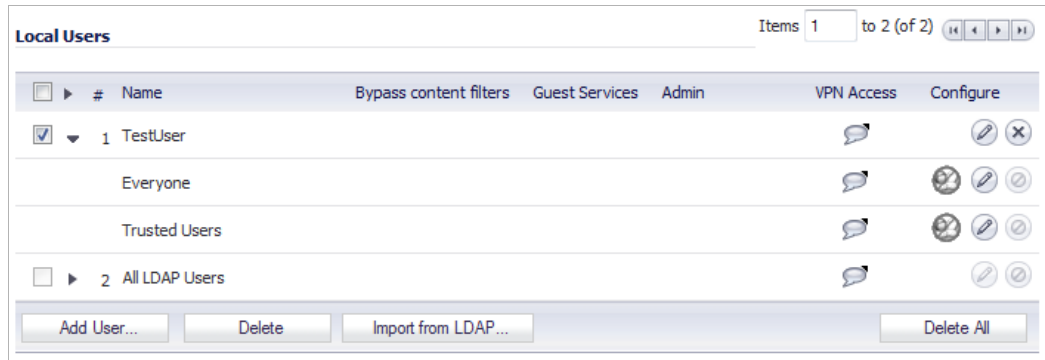 Local Users
Items 1 to 2 (of 2)
# Name Bypass content filters Guest Services Admin VPN Access Configure
1 TestUser
Everyone
Trusted Users
2 All LDAP Users
Add User... Delete Import from LDAP... Delete All